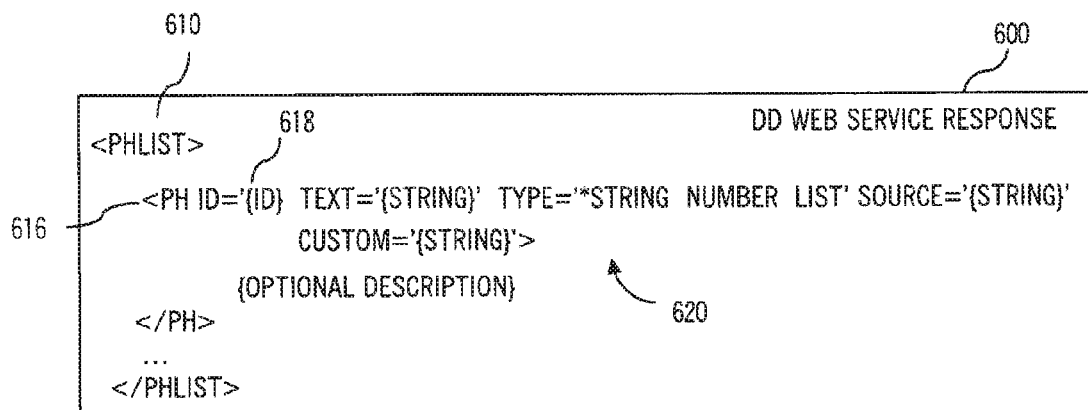 610
600
618
DD WEB SERVICE RESPONSE
<PHLIST>
616
<PH ID='{ID} TEXT='{STRING}' TYPE='*STRING NUMBER LIST' SOURCE='{STRING}'
CUSTOM='{STRING}'>
{OPTIONAL DESCRIPTION}
620
</PH>
...
</PHLIST>